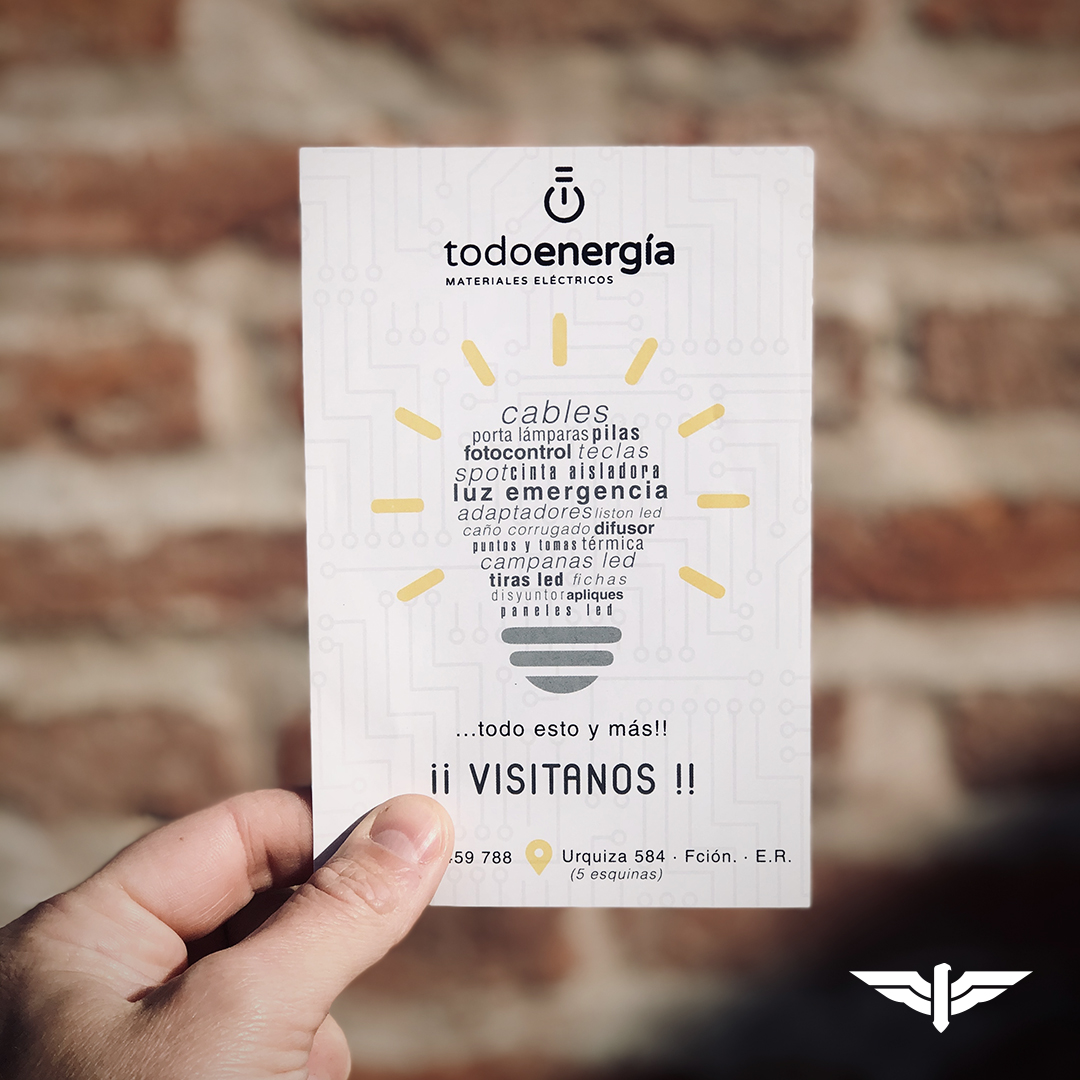 todoenergía
MATERIALES ELÉCTRICOS
cables
porta lámparas pilas
fotocontrol teclas
spot cinta aisladora
luz emergencia
adaptadores liston led
caño corrugado difusor
puntos y tomas térmica
campanas led
tiras led fichas
disyuntor apliques
paneles led
...todo esto y más!!
¡¡ VISITANOS !!
59 788 Urquiza 584 · Fción. · E.R.
(5 esquinas)